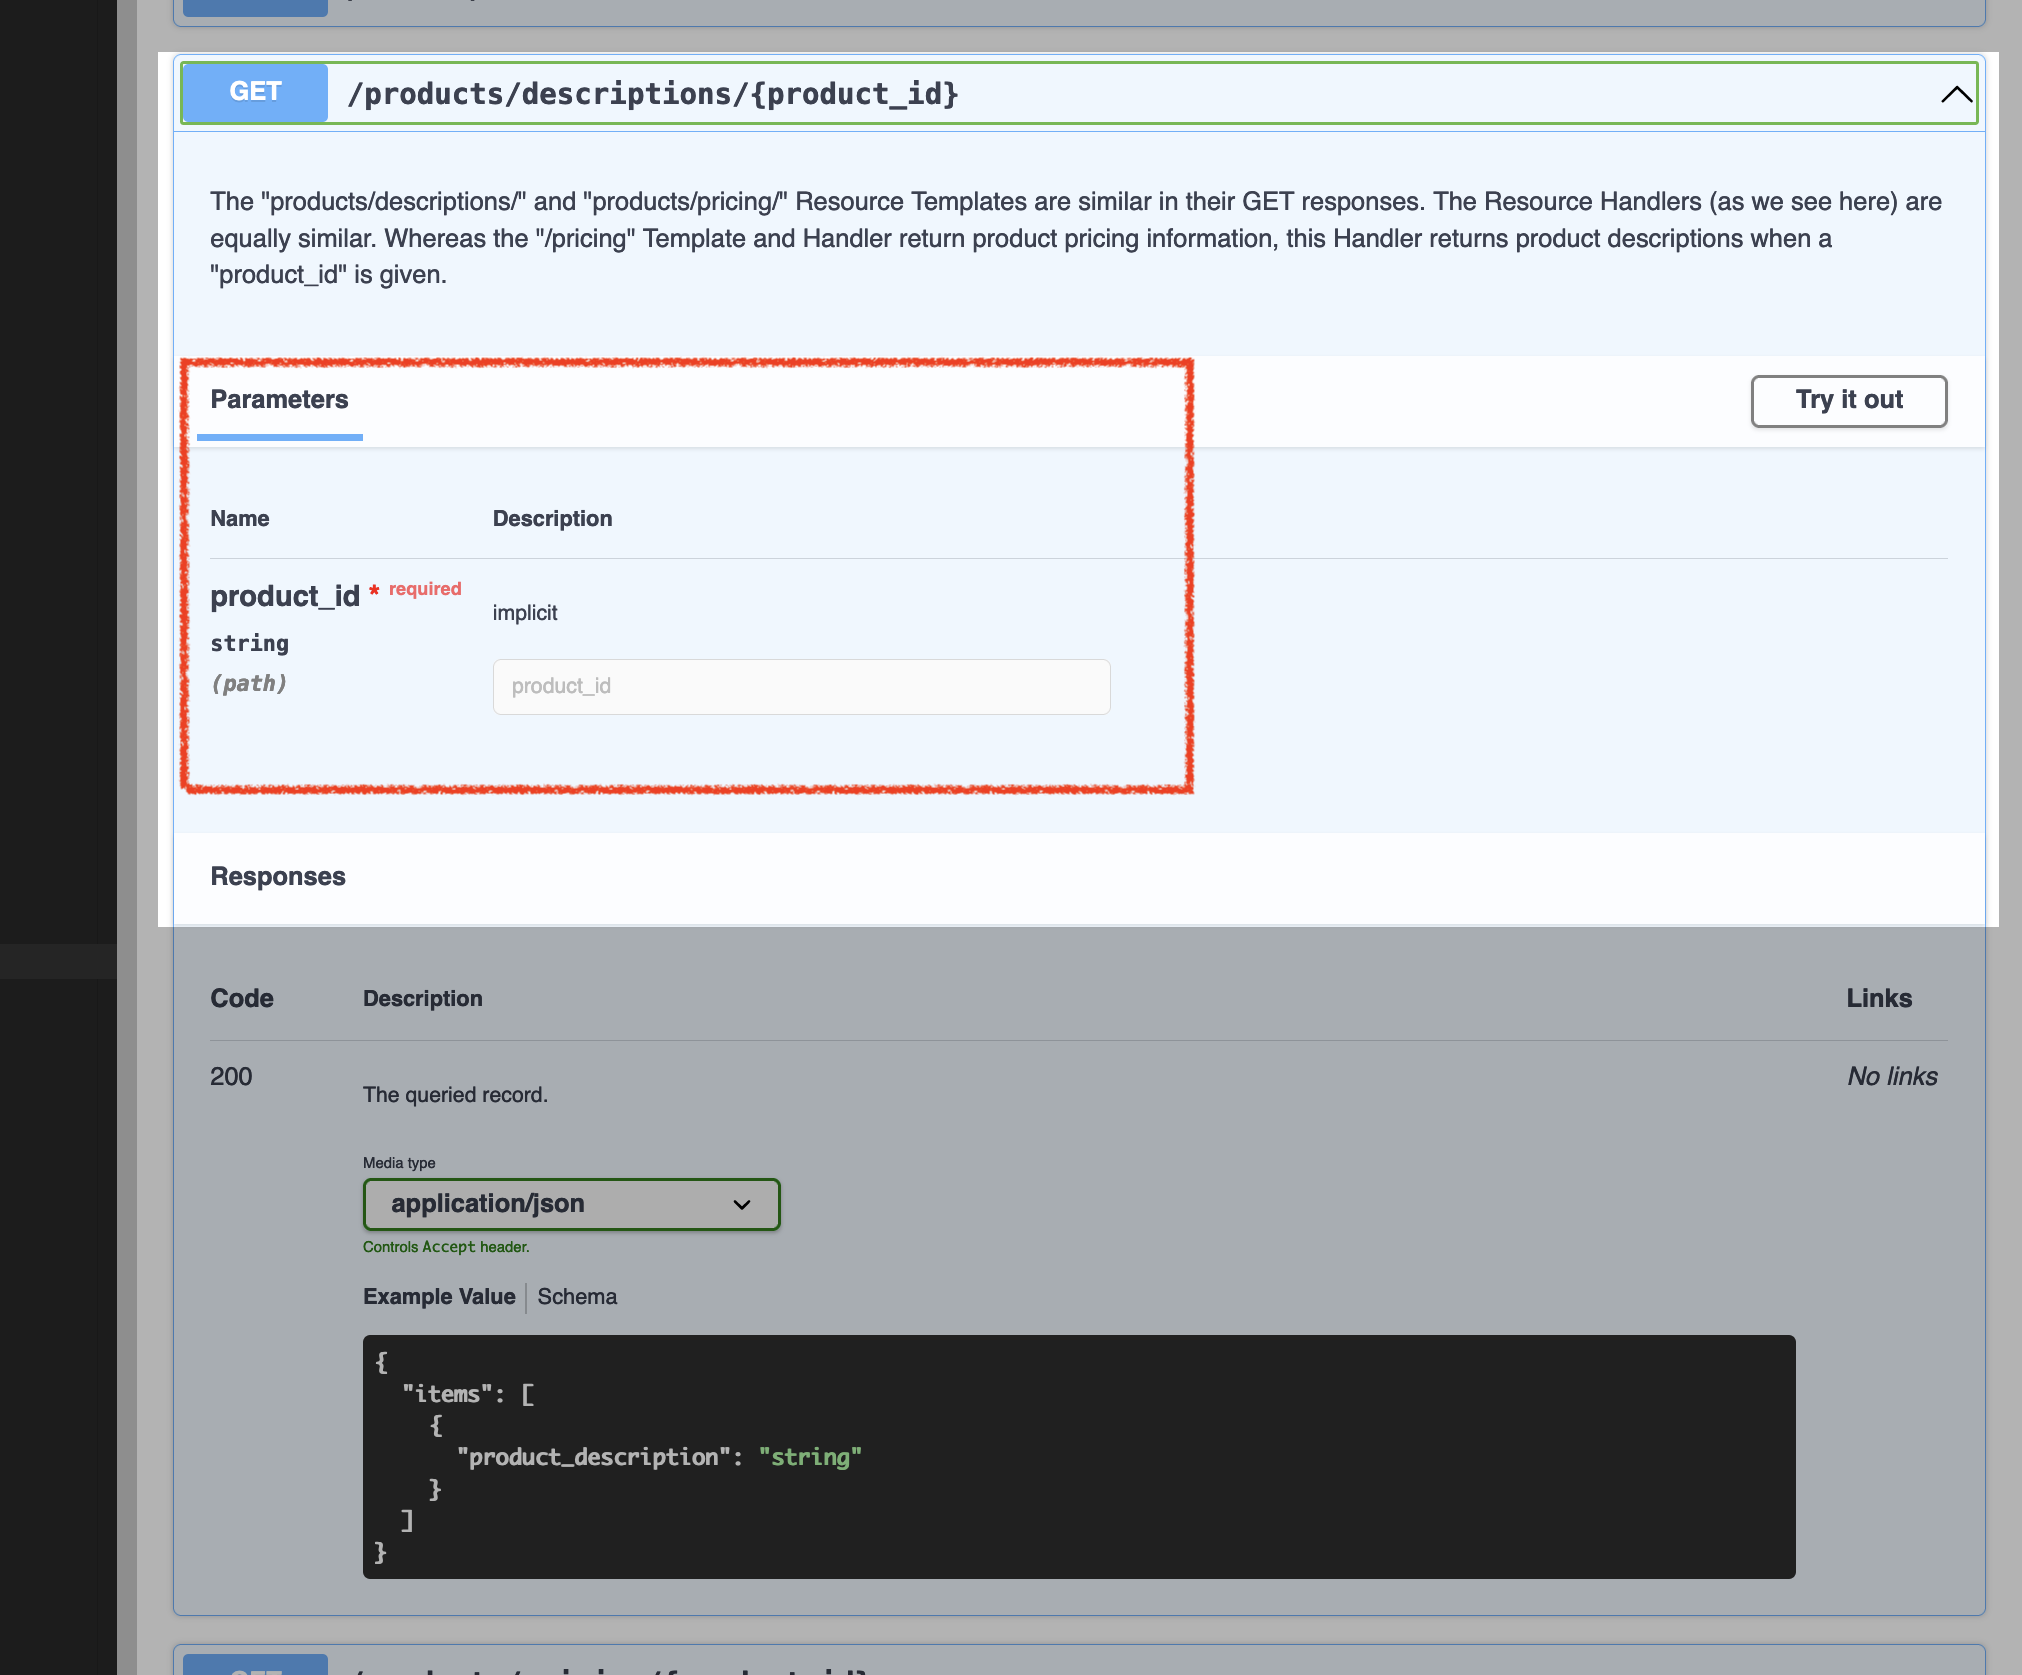 GET /products/descriptions/{product_id}
The "products/descriptions/" and "products/pricing/" Resource Templates are similar in their GET responses. The Resource Handlers (as we see here) are
equally similar. Whereas the "/pricing" Template and Handler return product pricing information, this Handler returns product descriptions when a
"product_id" is given.
Parameters
Try it out
Name Description
product_id * required
implicit
string
(path)
product_id
Responses
Code Description Links
200
The queried record.
No links
Media type
application/json
Controls Accept header.
Example Value Schema
{
"items": [
{
"product_description": "string"
}
]
}